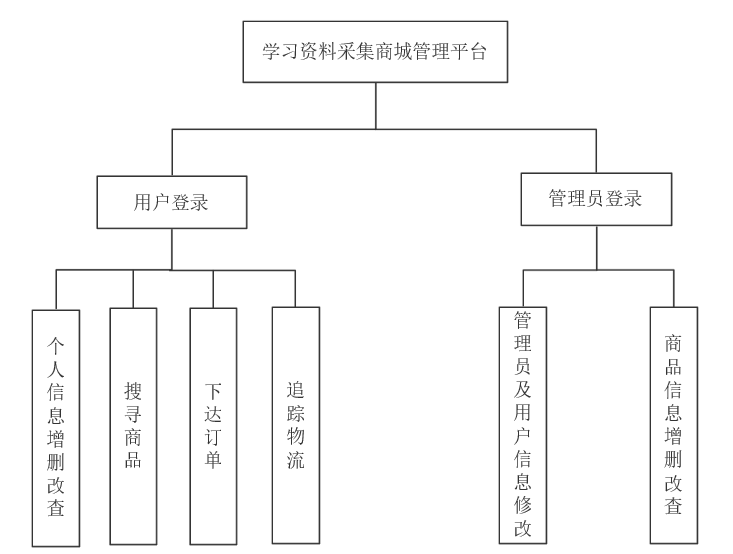 学习资料采集商城管理平台
用户登录
管理员登录
个人信息增删改查
搜寻商品
下达订单
追踪物流
管理员及用户信息修改
商品信息增删改查